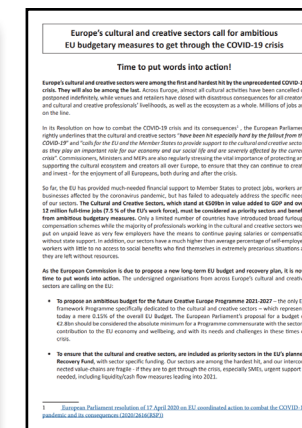 Europe's cultural and creative sectors call for ambitious
EU budgetary measures to get through the COVID-19 crisis
Time to put words into action!
Europe's cultural and creative sectors were among the first and hardest hit by the unprecedented COVID-1
crisis. They will also be among the last. Across Europe, almost all cultural activities have been cancelled o
postponed indefinitely, while venues and retailers have closed with disastrous consequences for all creator
and cultural and creative professionals' livelihoods, as well as the ecosystem as a whole. Millions of jobs a
on the line.
In its Resolution on how to combat the COVID-19 crisis and its consequences¹, the European Parliamen
rightly underlines that the cultural and creative sectors "have been hit especially hard by the fallout from th
COVID-19" and "calls for the EU and the Member States to provide support to the cultural and creative secto
as they play an important role for our economy and our social life and are severely affected by the curren
crisis". Commissioners, Ministers and MEPs are also regularly stressing the vital importance of protecting an
supporting the cultural ecosystem and creators all over Europe, to ensure that they can continue to creat
and invest - for the enjoyment of all Europeans, both during and after the crisis.
So far, the EU has provided much-needed financial support to Member States to protect jobs, workers an
businesses affected by the coronavirus pandemic, but has failed to adequately address the specific need
of our sectors. The Cultural and Creative Sectors, which stand at €509bn in value added to GDP and ove
12 million full-time jobs (7.5 % of the EU's work force), must be considered as priority sectors and benef
from ambitious budgetary measures. Only a limited number of countries have introduced broad furloug
compensation schemes while the majority of professionals working in the cultural and creative sectors wer
put on unpaid leave as very few employers have the means to continue paying salaries or compensatio
without state support. In addition, our sectors have a much higher than average percentage of self-employe
workers with little to no access to social benefits who find themselves in extremely precarious situations a
they are left without resources.
As the European Commission is due to propose a new long-term EU budget and recovery plan, it is no
time to put words into action. The undersigned organisations from across Europe's cultural and creativ
sectors are calling on the EU:
• To propose an ambitious budget for the future Creative Europe Programme 2021-2027 - the only E
framework Programme specifically dedicated to the cultural and creative sectors – which represen
today a mere 0.15% of the overall EU Budget. The European Parliament's proposal for a budget
€2.8bn should be considered the absolute minimum for a Programme commensurate with the sector
contribution to the EU economy and wellbeing, and with its needs and challenges in these times
crisis.
• To ensure that the cultural and creative sectors, are included as priority sectors in the EU's planne
Recovery Fund, with sector specific funding. Our sectors are among the hardest hit, and our interco
nected value-chains are fragile - if they are to get through the crisis, especially SMEs, urgent support
needed, including liquidity/cash flow measures leading into 2021.
1 European Parliament resolution of 17 April 2020 on EU coordinated action to combat the COVID-1
pandemic and its consequences (2020/2616(RSP))